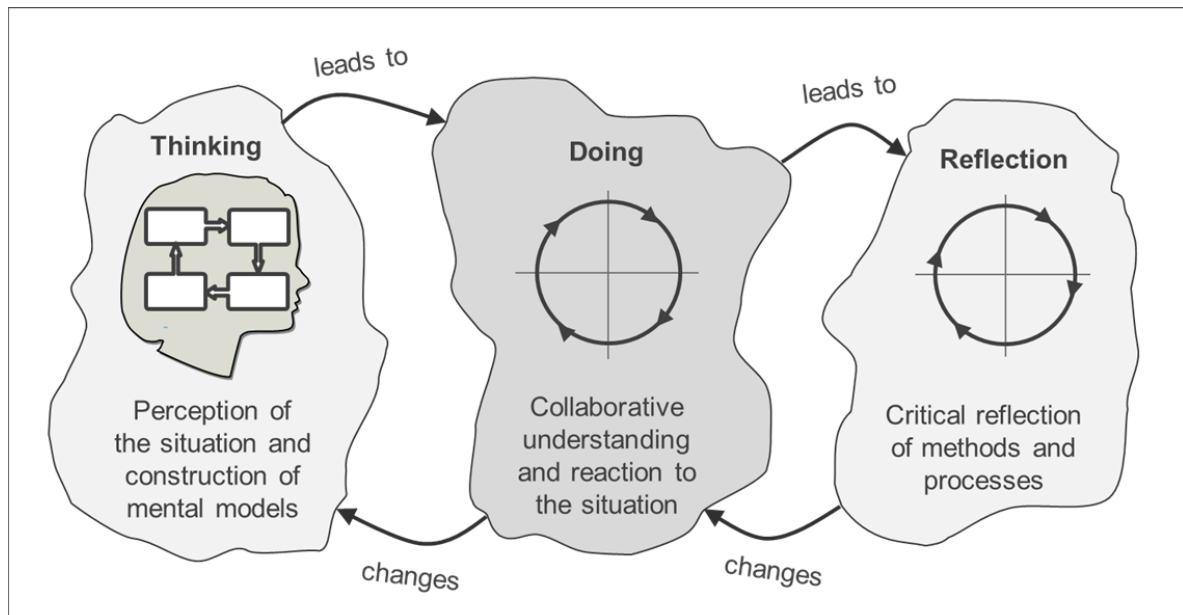 leads to
leads to
Thinking
Doing
Reflection
Perception of
the situation and
construction of
mental models
Collaborative
understanding
and reaction to
the situation
Critical reflection
of methods and
processes
changes
changes